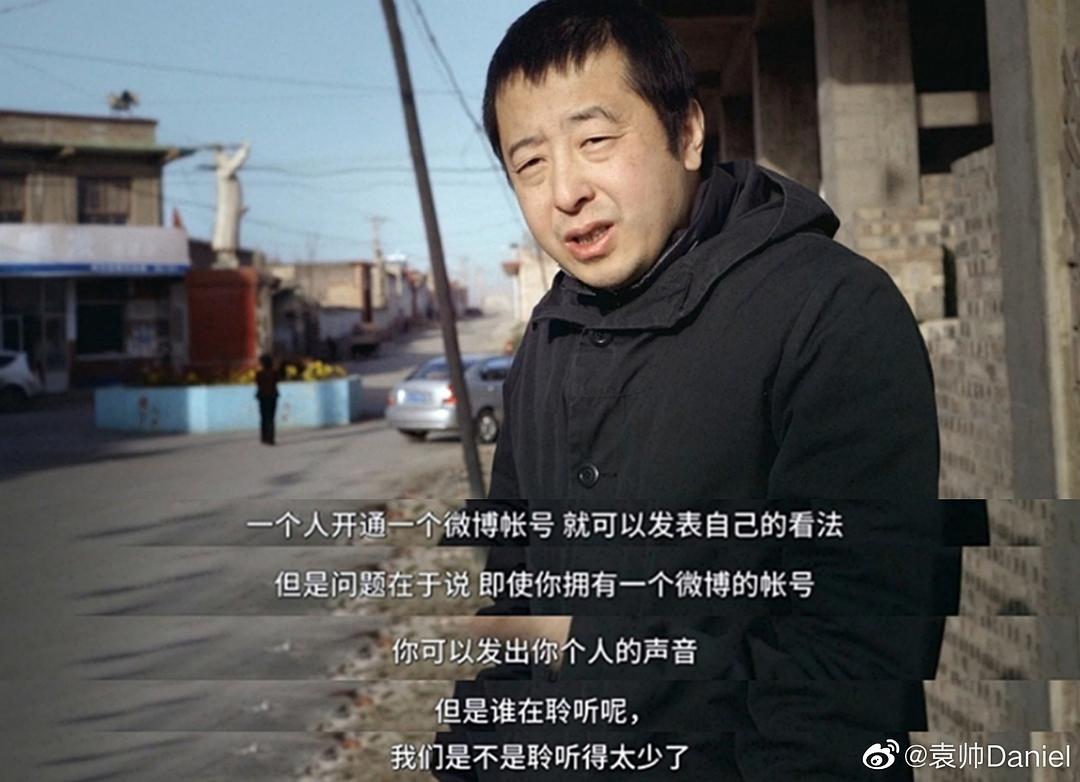 一个人开通一个微博帐号 就可以发表自己的看法
但是问题在于说 即使你拥有一个微博的帐号
你可以发出你个人的声音
但是谁在聆听呢，
我们是不是聆听得太少了
@袁帅Daniel